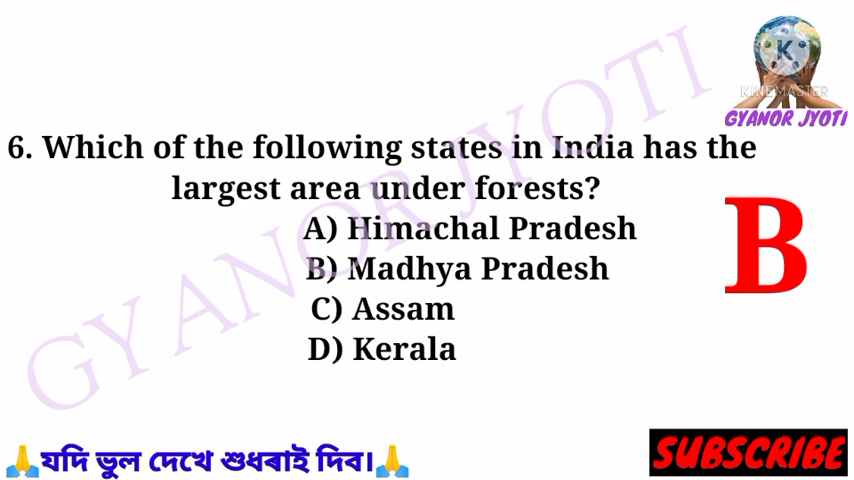 K
KINEMASTER
GYANOR JYOTI
6. Which of the following states in India has the
largest area under forests?
A) Himachal Pradesh
B) Madhya Pradesh
C) Assam
D) Kerala
B
GYANOR JYOTI
🙏যদি ভুল দেখে শুধৰাই দিব।🙏
SUBSCRIBE